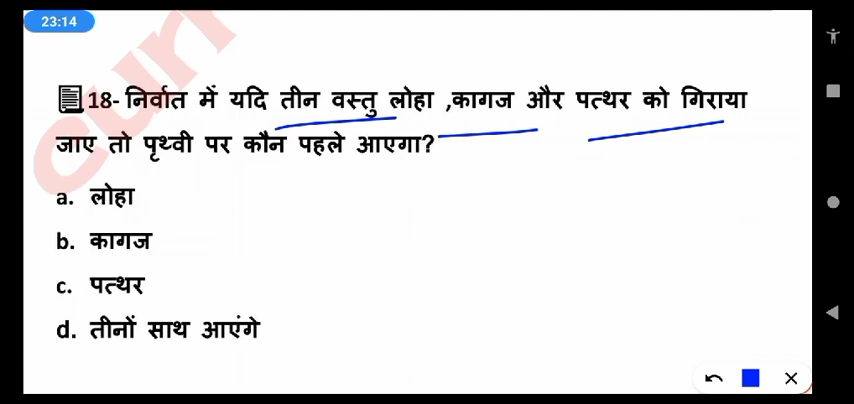 23:14
18- निर्वात में यदि तीन वस्तु लोहा ,कागज और पत्थर को गिराया
जाए तो पृथ्वी पर कौन पहले आएगा?
a. लोहा
b. कागज
c. पत्थर
d. तीनों साथ आएंगे